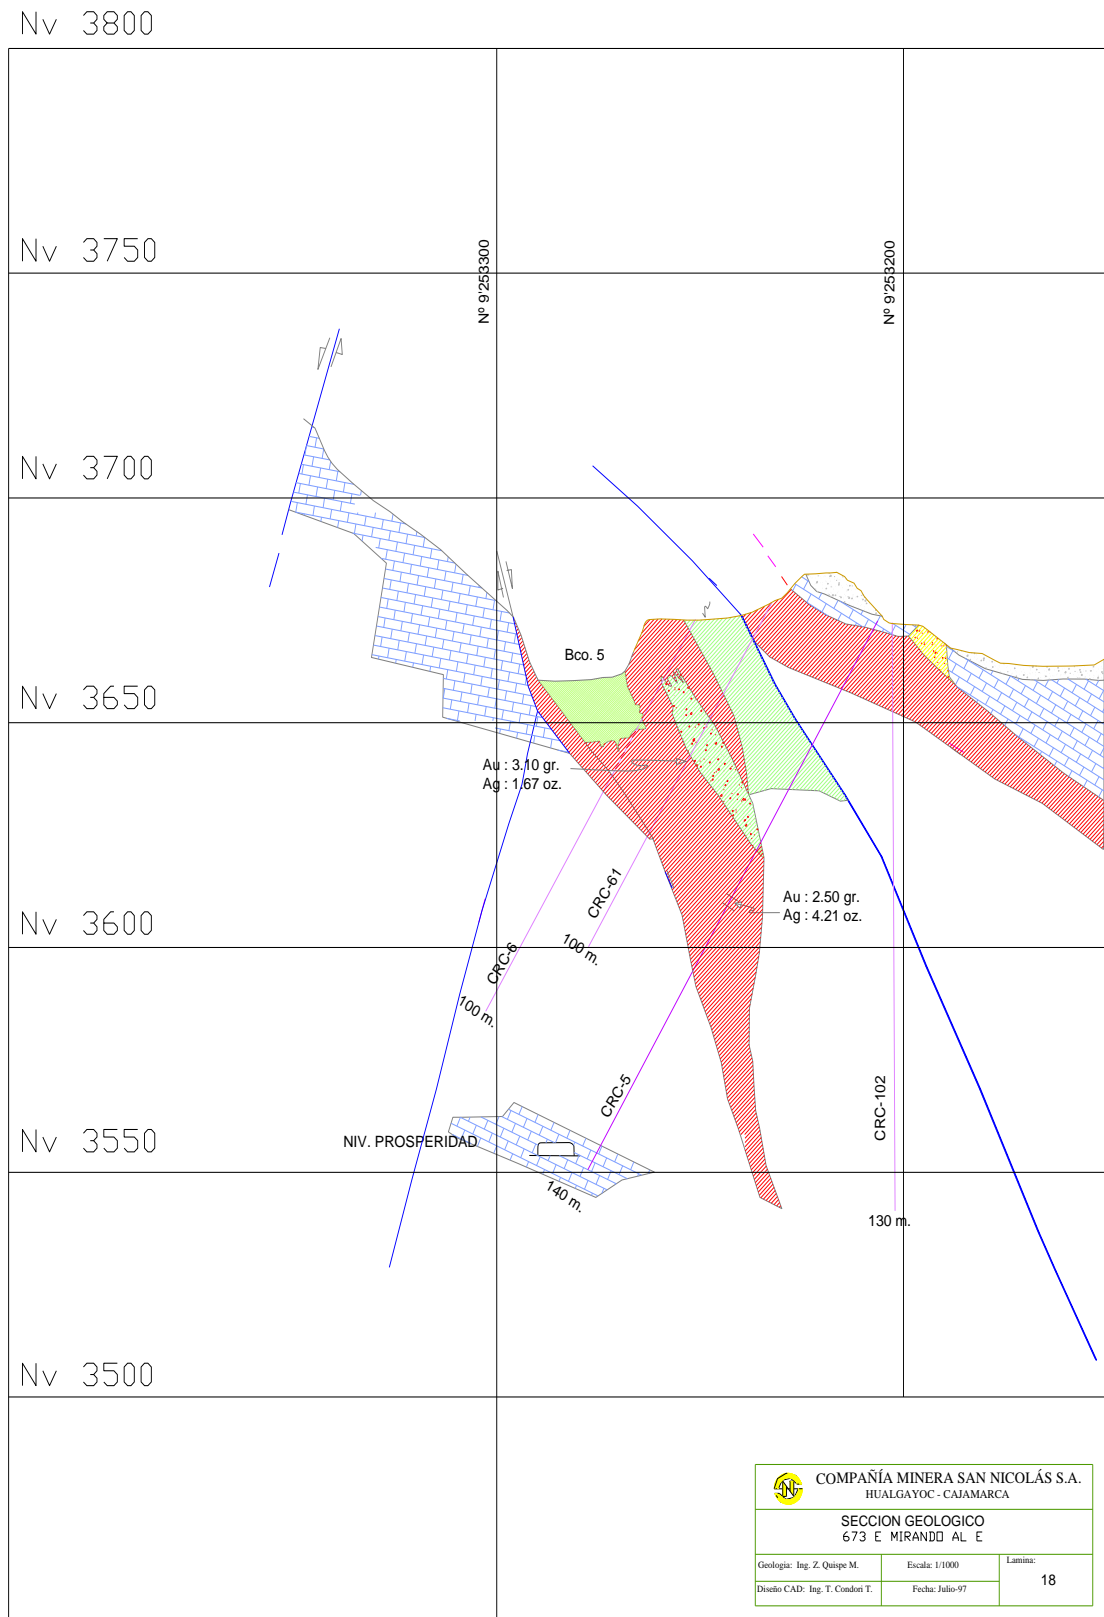 Nv 3800
Nv 3750
Nº 9'253300
Nº 9'253200
Nv 3700
Bco. 5
Nv 3650
Au : 3.10 gr.
Ag : 1.67 oz.
CRC-61
Au : 2.50 gr.
Ag : 4.21 oz.
Nv 3600
CRC-6
100 m.
100 m.
CRC-5
CRC-102
Nv 3550
NIV. PROSPERIDAD
140 m.
130 m.
Nv 3500
COMPAÑÍA MINERA SAN NICOLÁS S.A.
HUALGAYOC - CAJAMARCA
SECCION GEOLOGICO
673 E MIRANDO AL E
Geologia: Ing. Z. Quispe M.
Escala: 1/1000
Lamina:
18
Diseño CAD: Ing. T. Condori T.
Fecha: Julio-97